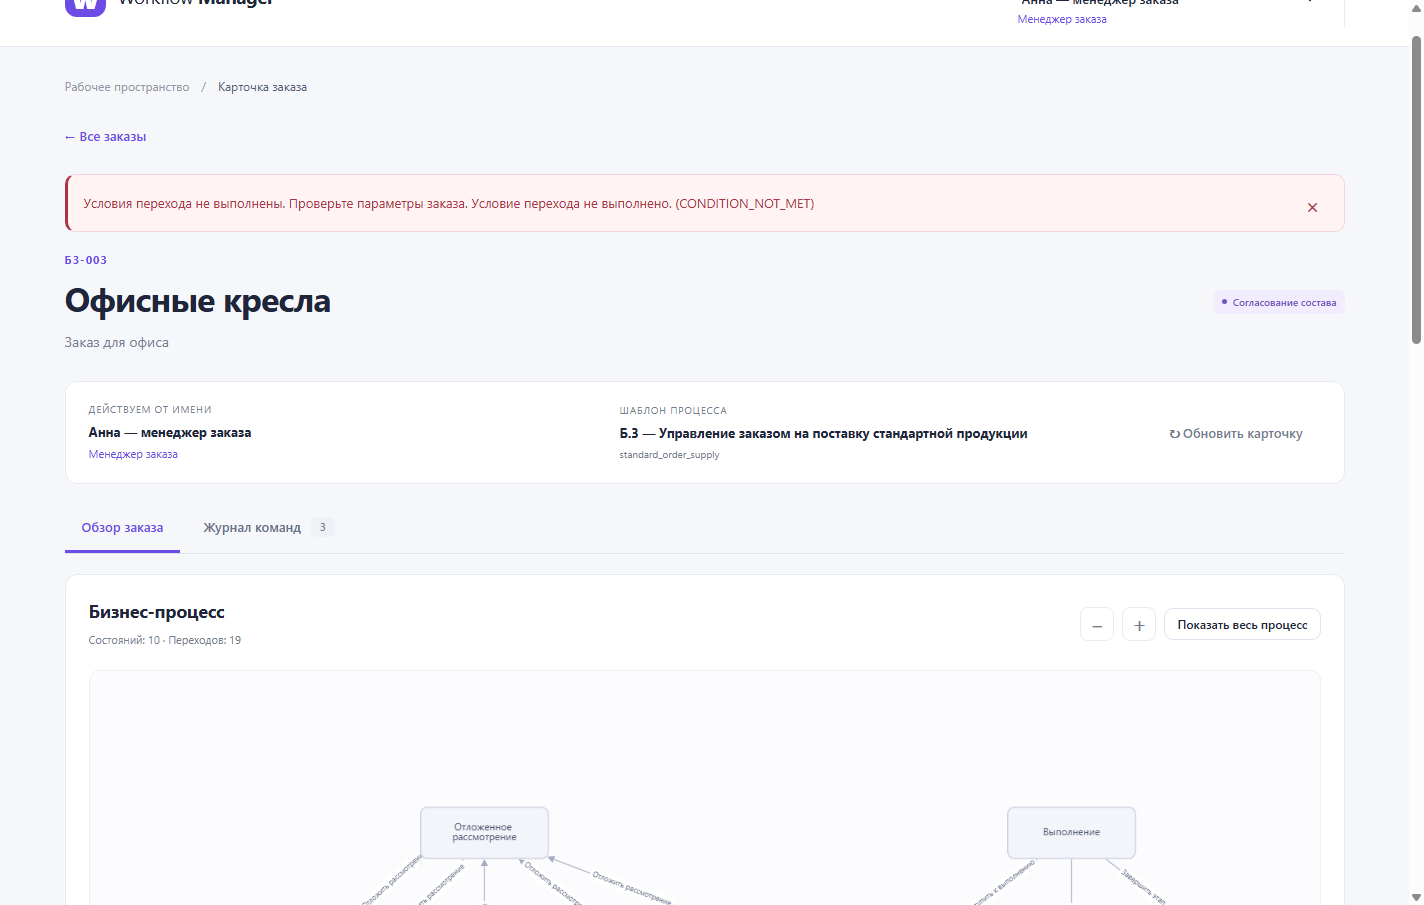 Workflow Manager
Анна — менеджер заказа
Менеджер заказа
Рабочее пространство / Карточка заказа
← Все заказы
Условия перехода не выполнены. Проверьте параметры заказа. Условие перехода не выполнено. (CONDITION_NOT_MET)
×
БЗ-003
Офисные кресла
Согласование состава
Заказ для офиса
ДЕЙСТВУЕМ ОТ ИМЕНИ
Анна — менеджер заказа
Менеджер заказа
ШАБЛОН ПРОЦЕССА
Б.3 — Управление заказом на поставку стандартной продукции
standard_order_supply
↻ Обновить карточку
Обзор заказа
Журнал команд 3
Бизнес-процесс
Состояний: 10 · Переходов: 19
− + Показать весь процесс
Отложенное
рассмотрение
Выполнение
Отложить рассмотрение
рассмотрение
Отложить рассмотрение
Отложить рассмотрение
к выполнению
Завершить этап